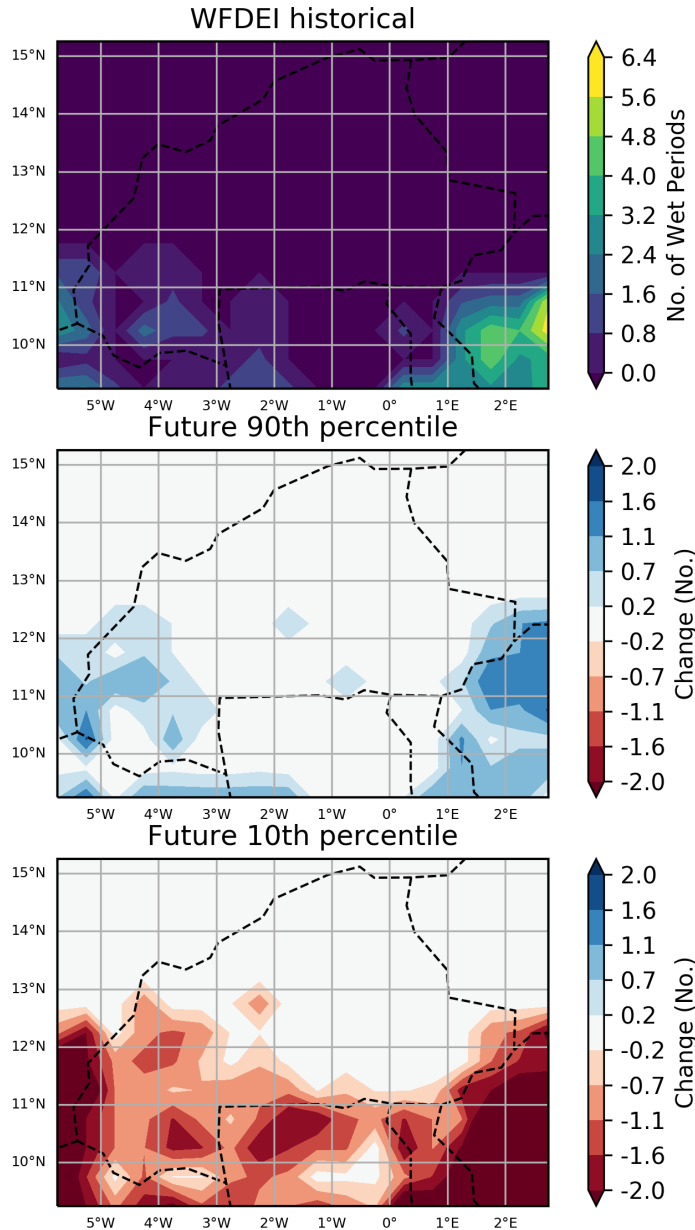 WFDEI historical
15°N
14°N
13°N
12°N
11°N
10°N
5°W 4°W 3°W 2°W 1°W 0° 1°E 2°E
6.4
5.6
4.8
4.0
3.2
2.4
1.6
0.8
0.0
No. of Wet Periods
Future 90th percentile
15°N
14°N
13°N
12°N
11°N
10°N
5°W 4°W 3°W 2°W 1°W 0° 1°E 2°E
2.0
1.6
1.1
0.7
0.2
-0.2
-0.7
-1.1
-1.6
-2.0
Change (No.)
Future 10th percentile
15°N
14°N
13°N
12°N
11°N
10°N
5°W 4°W 3°W 2°W 1°W 0° 1°E 2°E
2.0
1.6
1.1
0.7
0.2
-0.2
-0.7
-1.1
-1.6
-2.0
Change (No.)